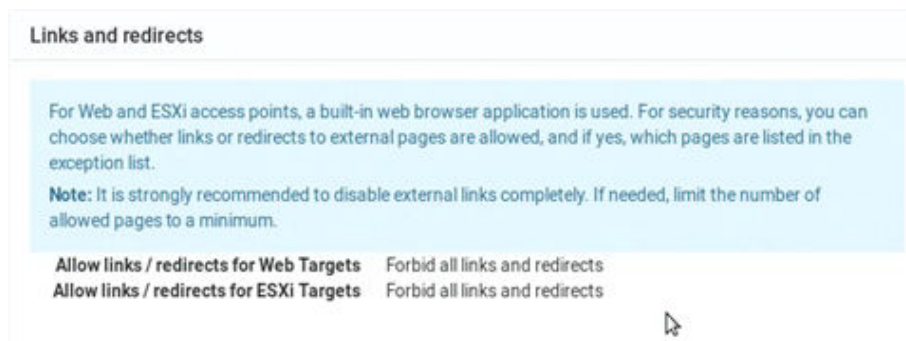 Links and redirects
For Web and ESXi access points, a built-in web browser application is used. For security reasons, you can
choose whether links or redirects to external pages are allowed, and if yes, which pages are listed in the
exception list.
Note: It is strongly recommended to disable external links completely. If needed, limit the number of
allowed pages to a minimum.
Allow links / redirects for Web Targets Forbid all links and redirects
Allow links / redirects for ESXi Targets Forbid all links and redirects